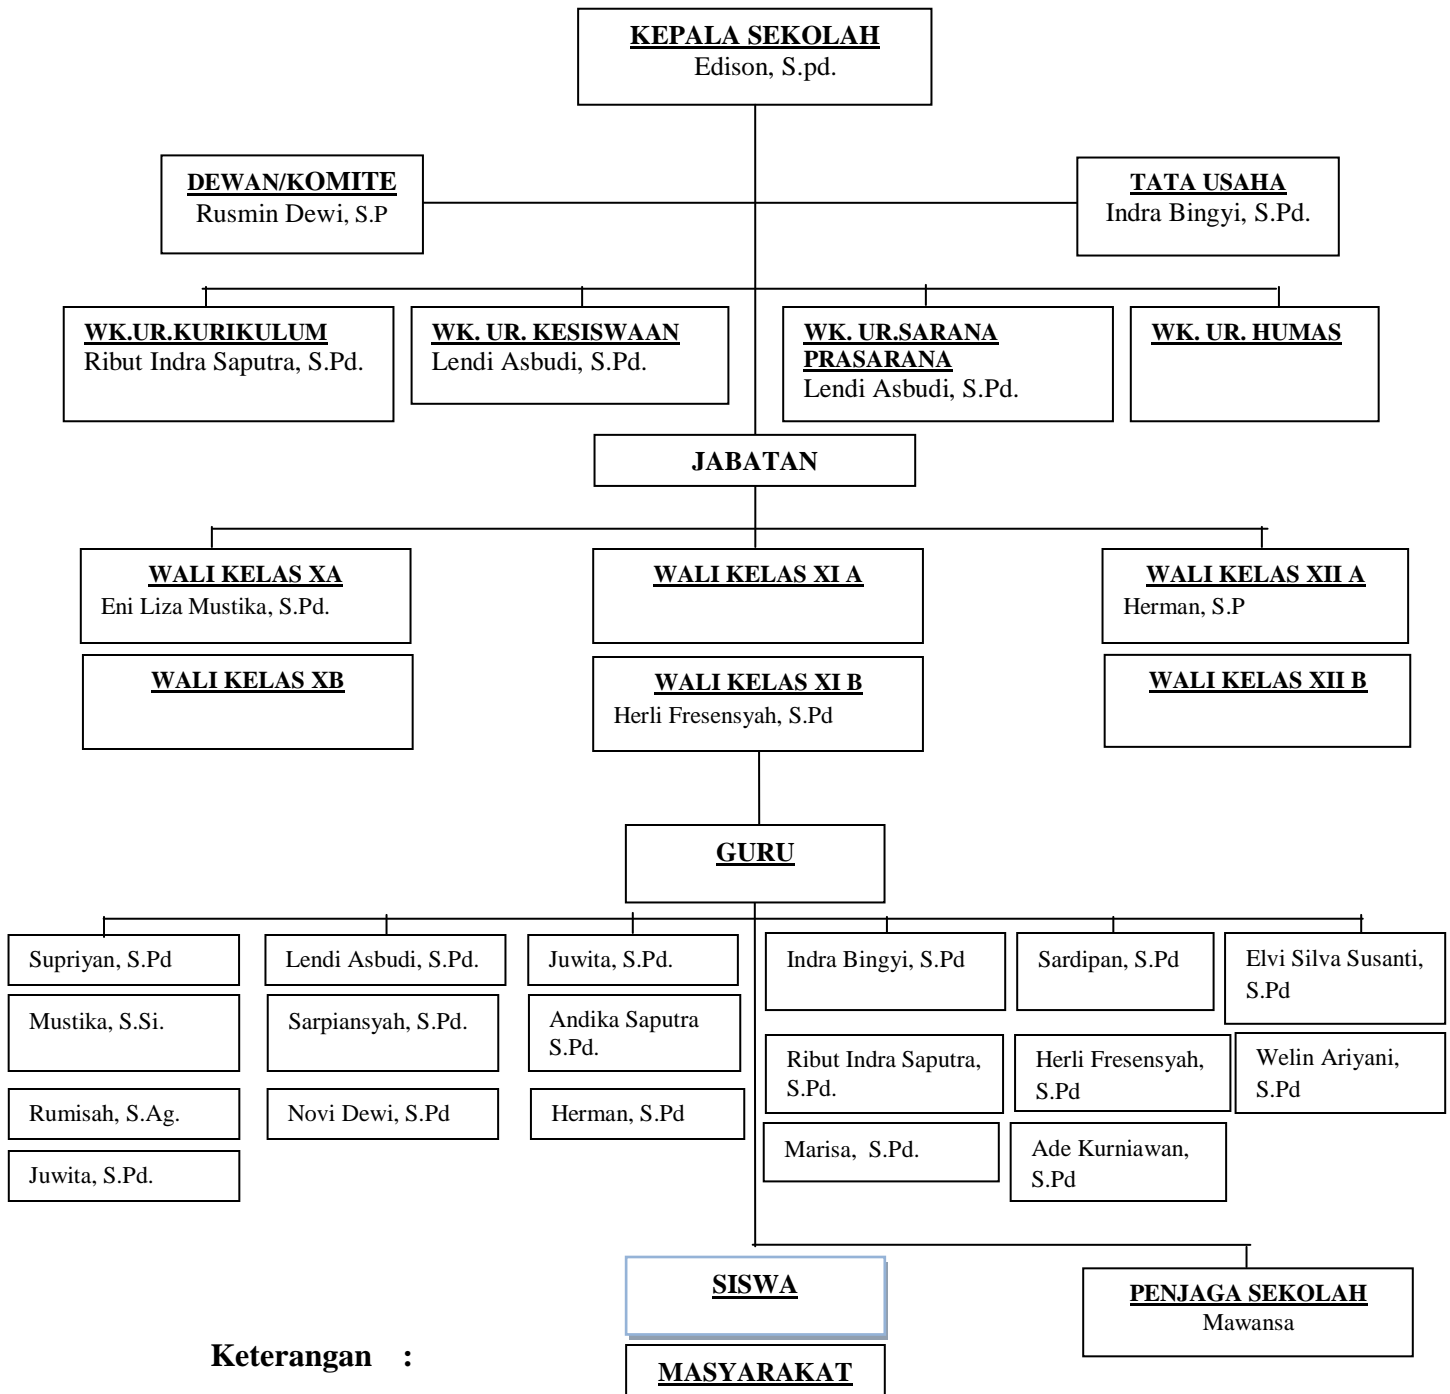 KEPALA SEKOLAH
Edison, S.pd.
DEWAN/KOMITE
Rusmin Dewi, S.P
TATA USAHA
Indra Bingyi, S.Pd.
WK.UR.KURIKULUM
Ribut Indra Saputra, S.Pd.
WK. UR. KESISWAAN
Lendi Asbudi, S.Pd.
WK. UR.SARANA
PRASARANA
Lendi Asbudi, S.Pd.
WK. UR. HUMAS
JABATAN
WALI KELAS XA
Eni Liza Mustika, S.Pd.
WALI KELAS XI A
WALI KELAS XII A
Herman, S.P
WALI KELAS XB
WALI KELAS XI B
Herli Fresensyah, S.Pd
WALI KELAS XII B
GURU
Supriyan, S.Pd
Lendi Asbudi, S.Pd.
Juwita, S.Pd.
Indra Bingyi, S.Pd
Sardipan, S.Pd
Elvi Silva Susanti,
S.Pd
Mustika, S.Si.
Sarpiansyah, S.Pd.
Andika Saputra
S.Pd.
Ribut Indra Saputra,
S.Pd.
Herli Fresensyah,
S.Pd
Welin Ariyani,
S.Pd
Rumisah, S.Ag.
Novi Dewi, S.Pd
Herman, S.Pd
Marisa, S.Pd.
Ade Kurniawan,
S.Pd
Juwita, S.Pd.
SISWA
PENJAGA SEKOLAH
Mawansa
Keterangan :
MASYARAKAT